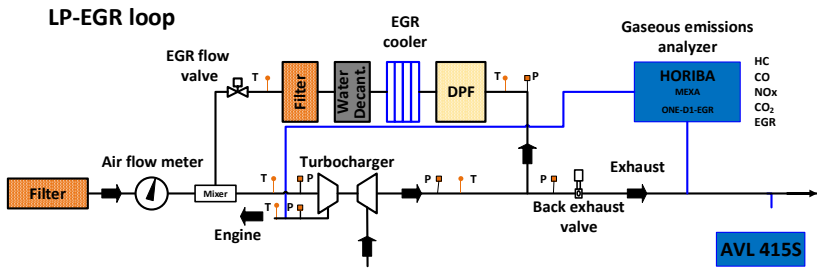 LP-EGR loop
EGR flow
valve
T
Filter
Water
Decant.
EGR
cooler
DPF
T
P
Gaseous emissions
analyzer
HORIBA
MEXA
ONE-D1-EGR
HC
CO
NOx
CO₂
EGR
Filter
Air flow meter
Mixer
T
P
Turbocharger
T
P
Engine
P
T
P
Back exhaust
valve
Exhaust
AVL 415S